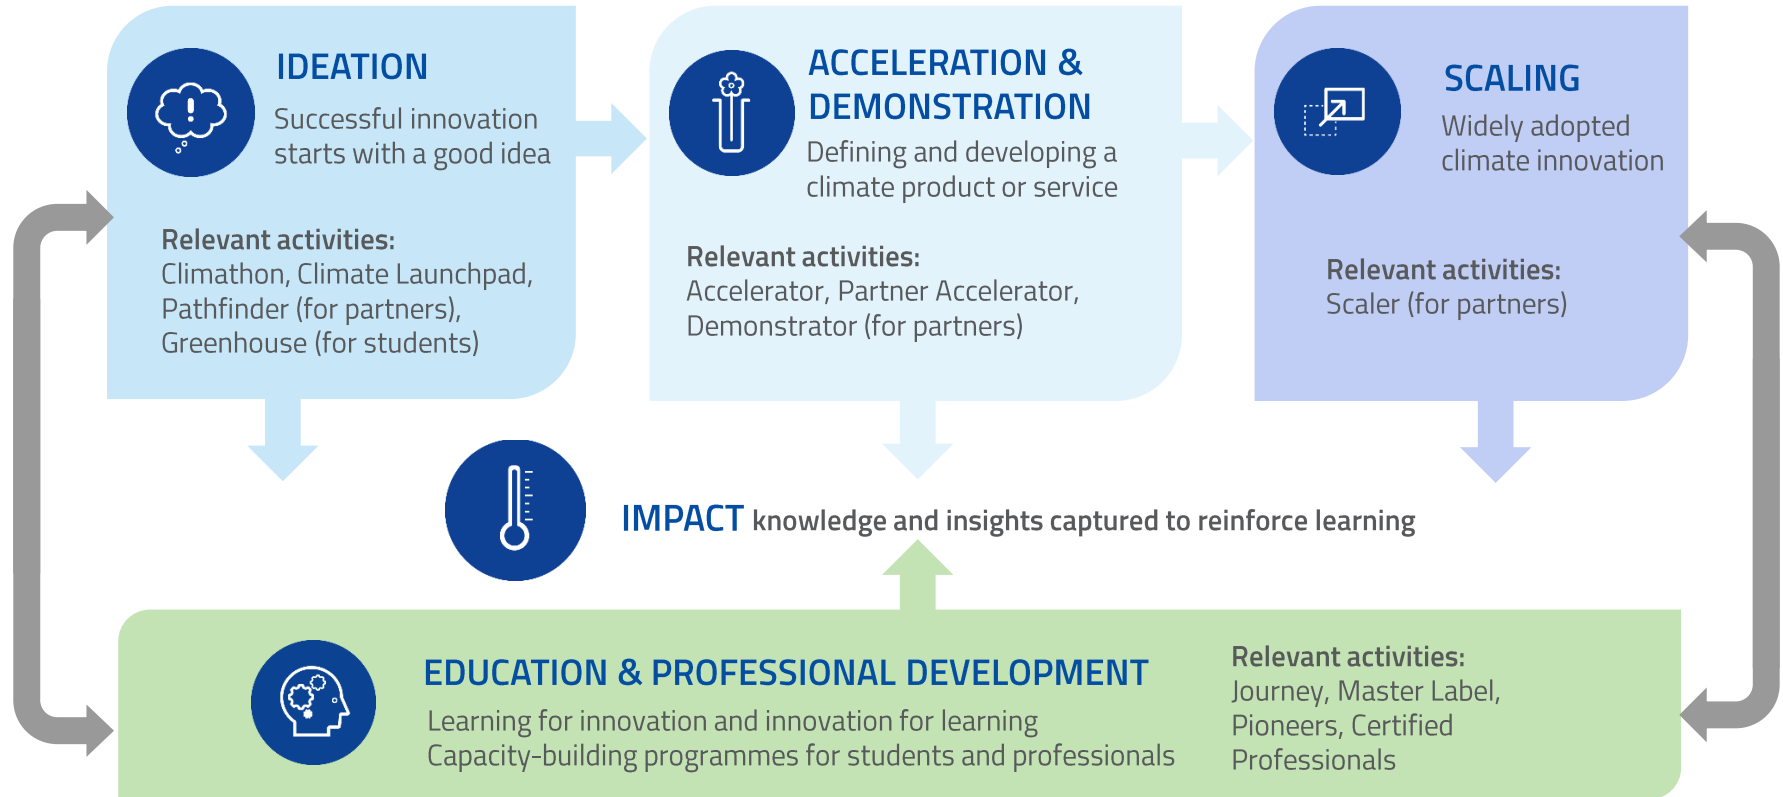 IDEATION
Successful innovation
starts with a good idea
Relevant activities:
Climathon, Climate Launchpad,
Pathfinder (for partners),
Greenhouse (for students)
ACCELERATION &
DEMONSTRATION
Defining and developing a
climate product or service
Relevant activities:
Accelerator, Partner Accelerator,
Demonstrator (for partners)
SCALING
Widely adopted
climate innovation
Relevant activities:
Scaler (for partners)
IMPACT knowledge and insights captured to reinforce learning
EDUCATION & PROFESSIONAL DEVELOPMENT
Learning for innovation and innovation for learning
Capacity-building programmes for students and professionals
Relevant activities:
Journey, Master Label,
Pioneers, Certified
Professionals